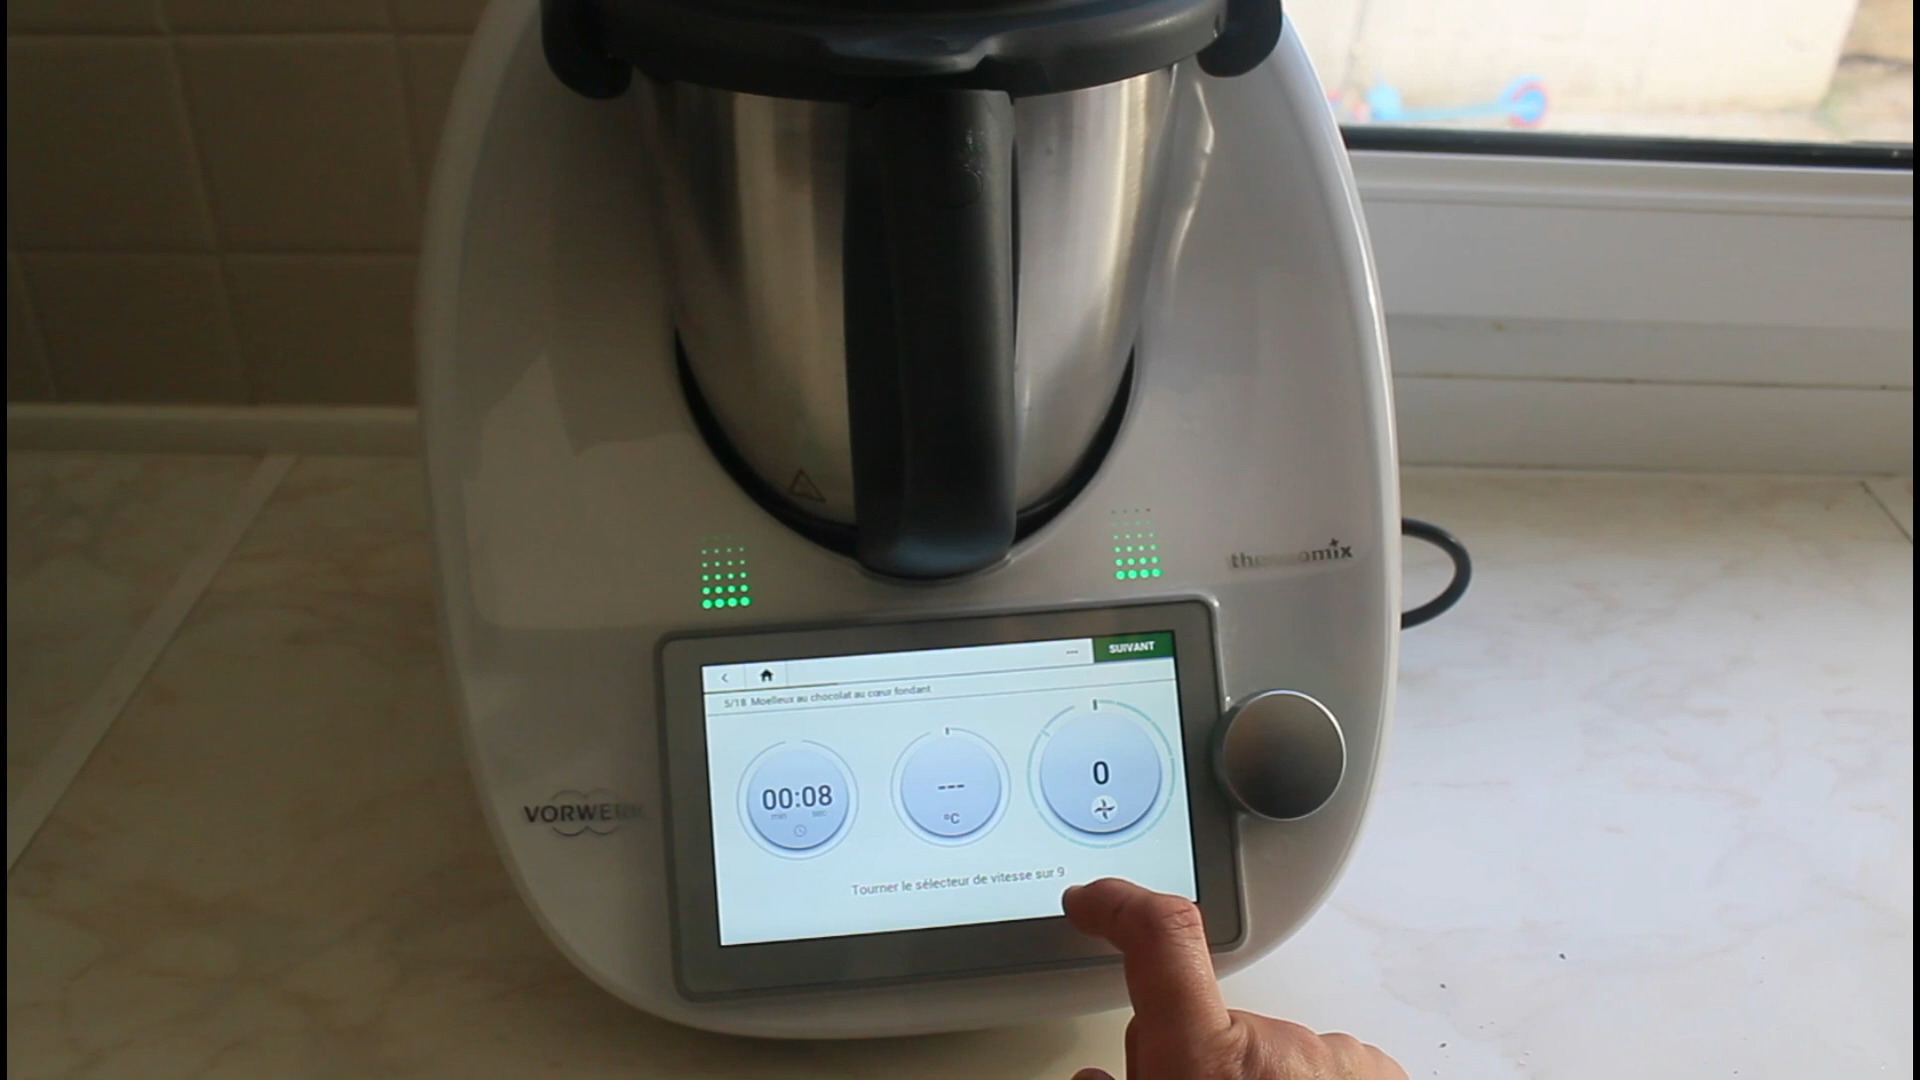 thermomix
SUIVANT
5/18 Moelleux au chocolat au cœur fondant
00:08
min sec
---
°C
0
Tourner le sélecteur de vitesse sur 9
VORWERK